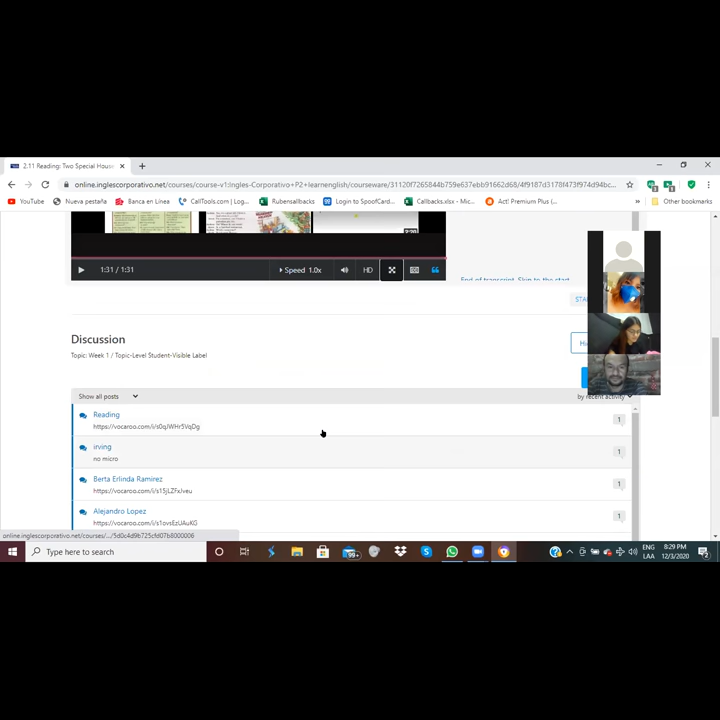 2.11 Reading: Two Special Hous
online.inglescorporativo.net/courses/course-v1:Ingles-Corporativo+P2+learnenglish/courseware/31120f7265844b759e637ebb91662d68/4f9187d3178f473f974d94bc...
YouTube Nueva pestaña Banca en Línea CallTools.com | Log... Rubensallbacks Login to SpoofCard... Callbacks.xlsx - Mic... Act! Premium Plus (... Other bookmarks
2:20
1:31 / 1:31 Speed 1.0x HD
End of transcript. Skip to the start.
Discussion
Topic: Week 1 / Topic-Level Student-Visible Label
Show all posts by recent activity
Reading 1
https://vocaroo.com/i/s0qJWHr5VqDg
irving 1
no micro
Berta Erlinda Ramirez 1
https://vocaroo.com/i/s15jLZFxJveu
Alejandro Lopez 1
https://vocaroo.com/i/s1ovsEzUAuKG
online.inglescorporativo.net/courses/.../5d0c4d9b725cfd07b8000006
Type here to search
99+
ENG 8:29 PM
LAA 12/3/2020
2